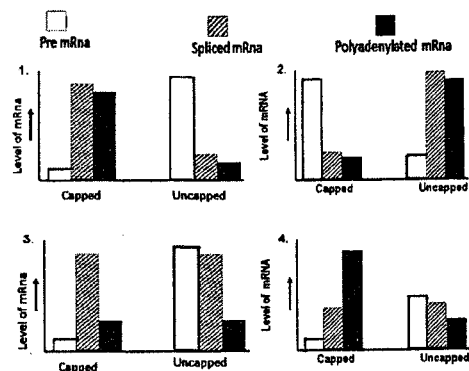 Pre mRna
Spliced mRna
Polyadenylated mRna
1.
Level of mRna
Capped
Uncapped
2.
Level of mRNA
Capped
Uncapped
3.
Level of mRna
Capped
Uncapped
4.
Level of mRNA
Capped
Uncapped